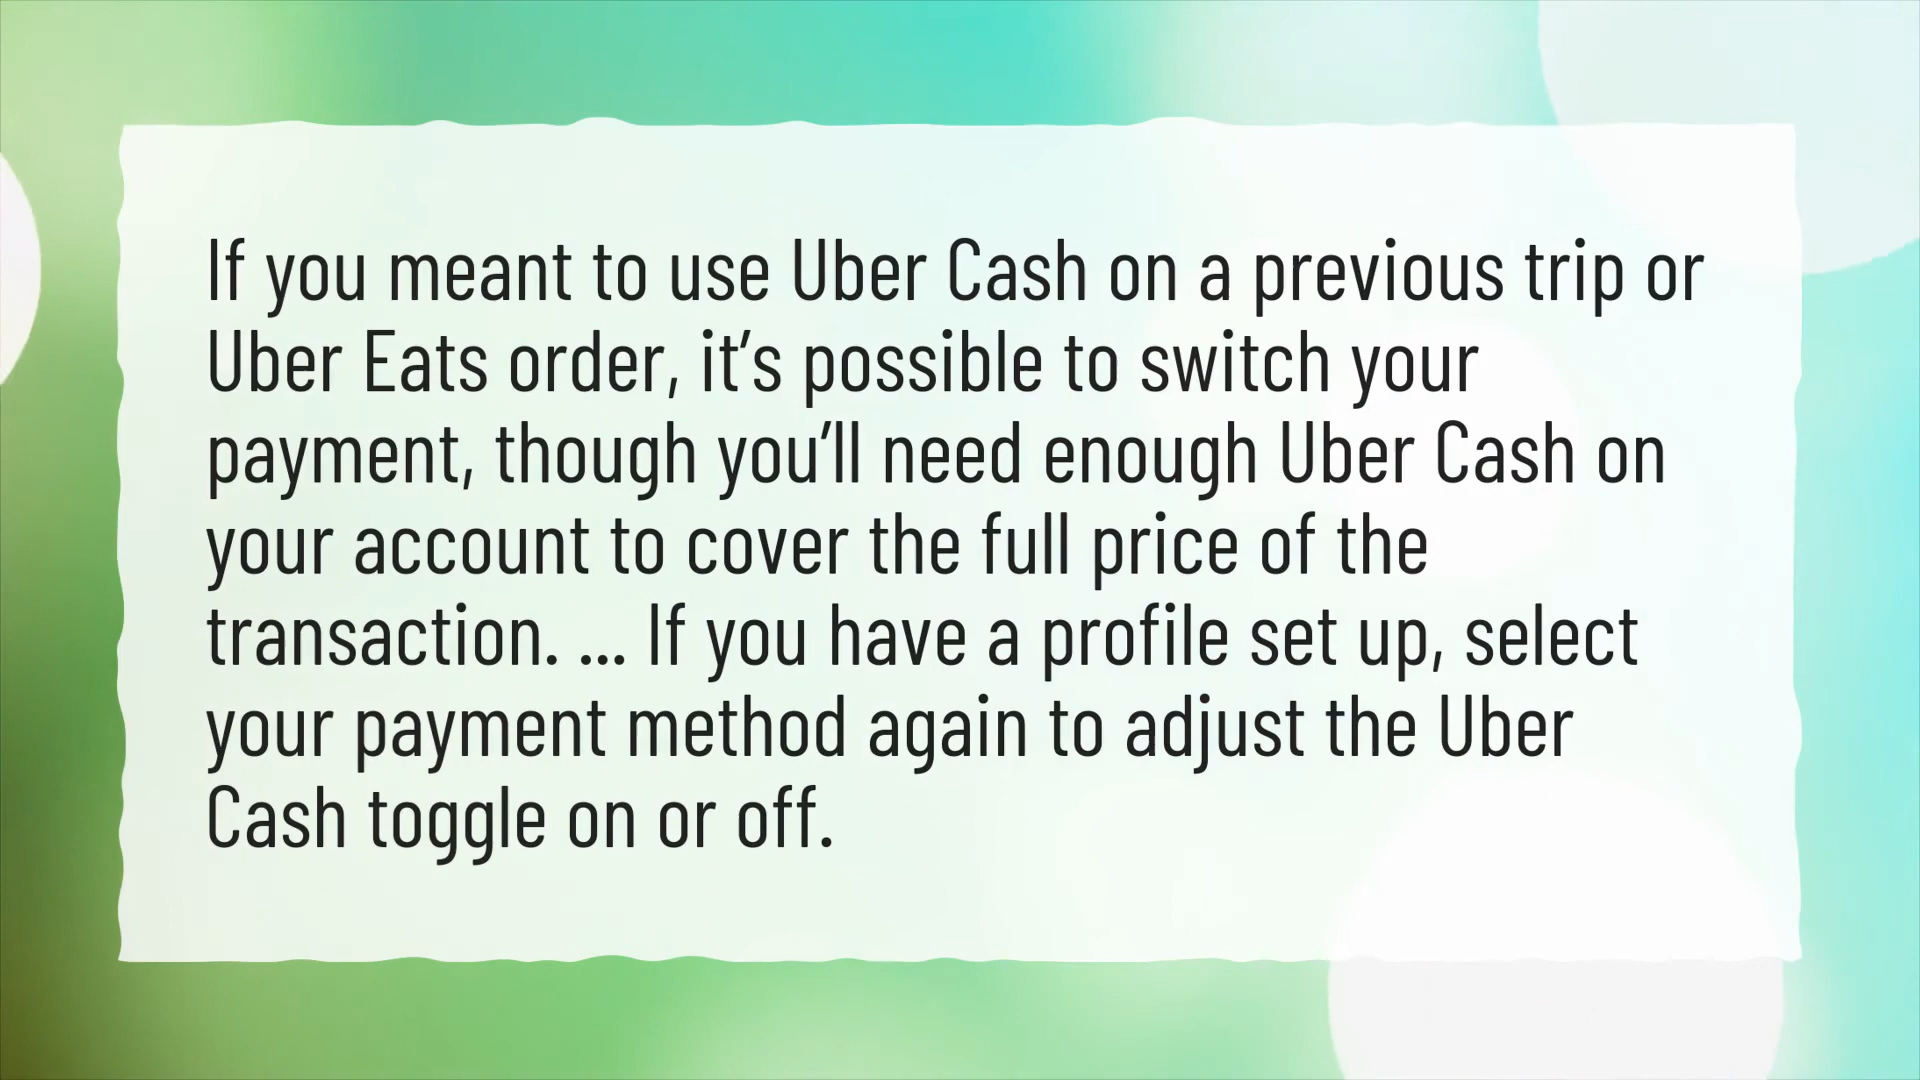 If you meant to use Uber Cash on a previous trip or
Uber Eats order, it’s possible to switch your
payment, though you’ll need enough Uber Cash on
your account to cover the full price of the
transaction. ... If you have a profile set up, select
your payment method again to adjust the Uber
Cash toggle on or off.